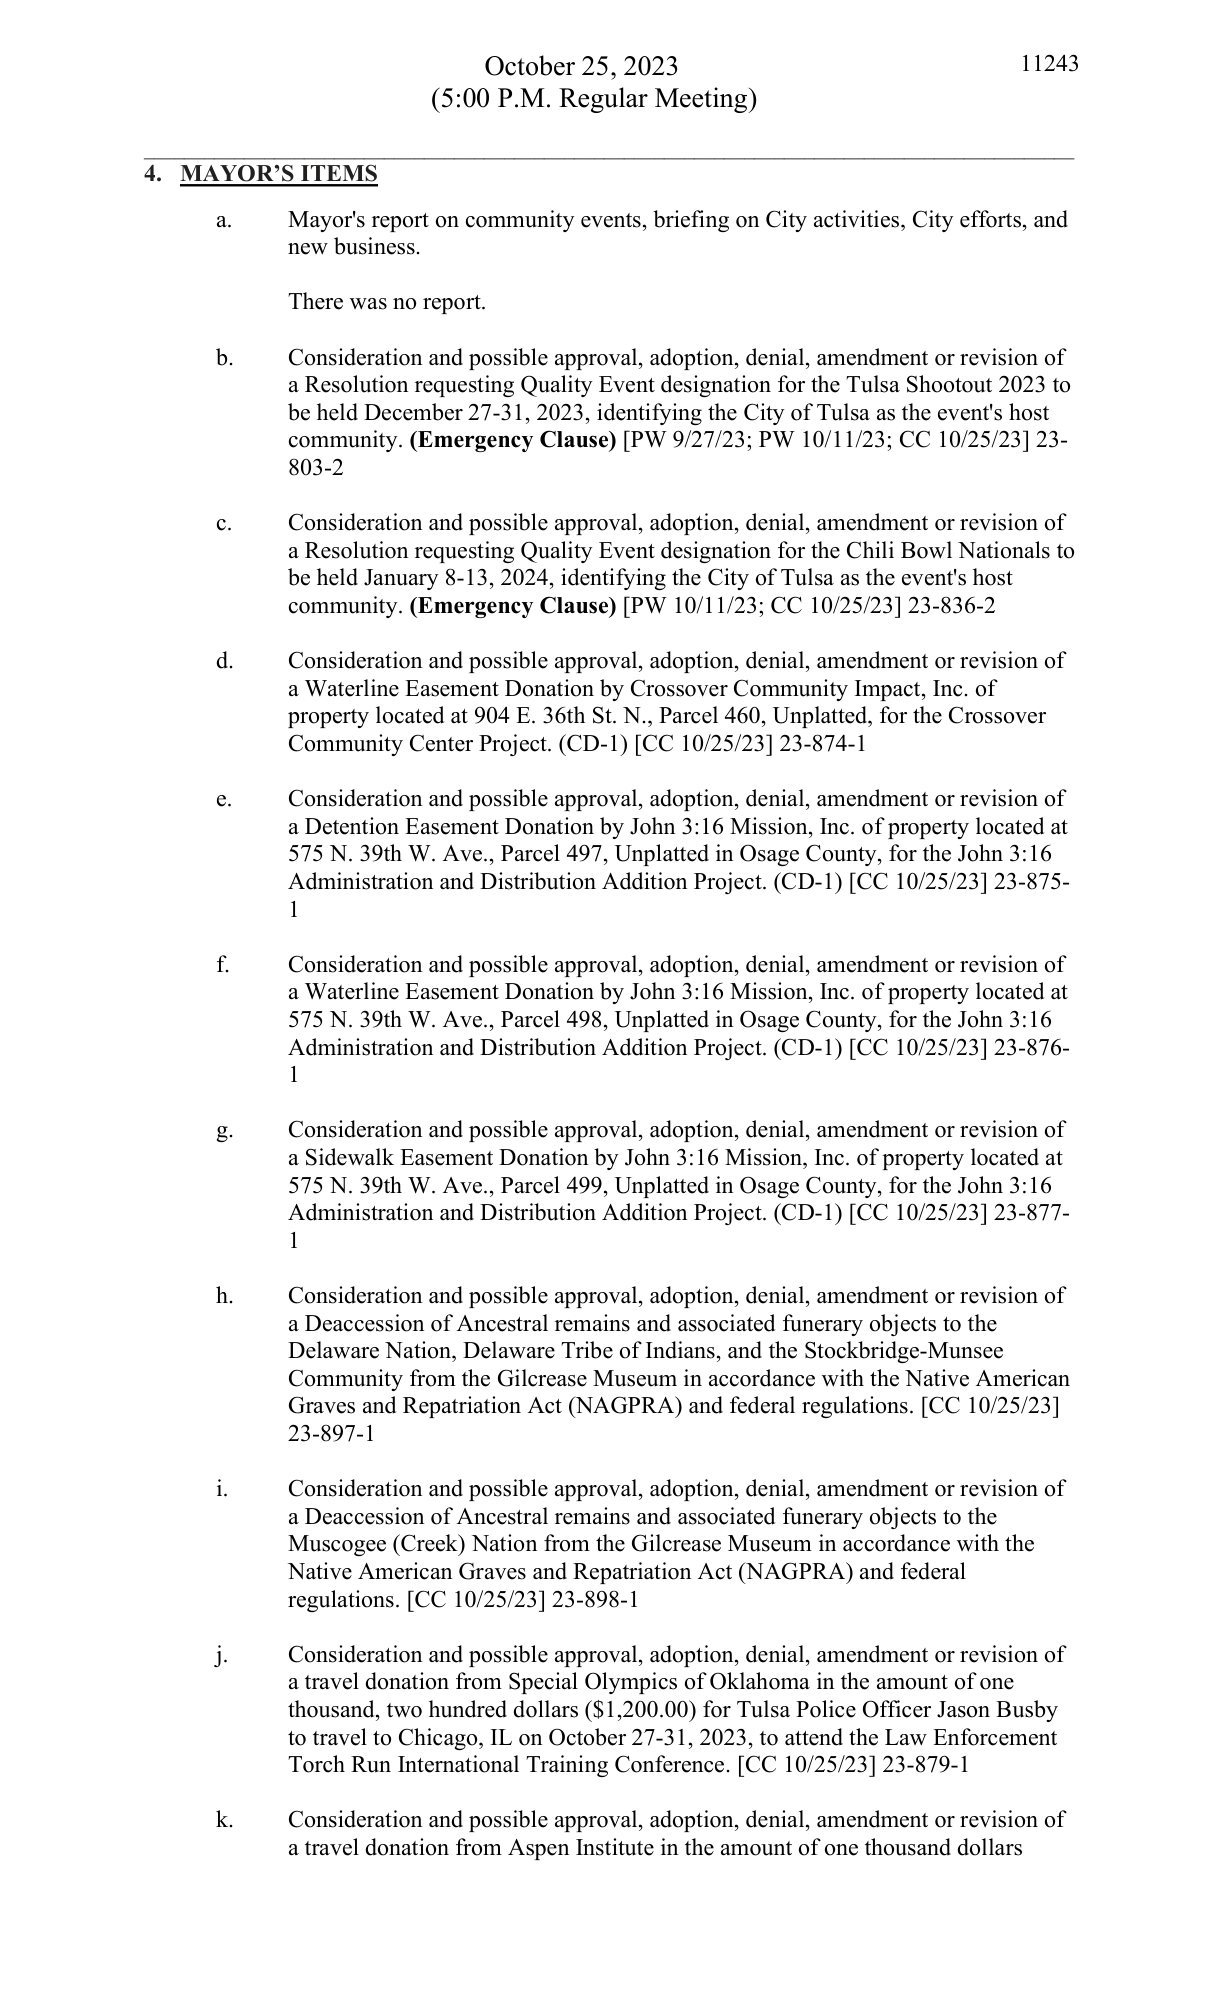 October 25, 2023
11243
(5:00 P.M. Regular Meeting)
4. MAYOR’S ITEMS
a. Mayor's report on community events, briefing on City activities, City efforts, and
new business.
There was no report.
b. Consideration and possible approval, adoption, denial, amendment or revision of
a Resolution requesting Quality Event designation for the Tulsa Shootout 2023 to
be held December 27-31, 2023, identifying the City of Tulsa as the event's host
community. (Emergency Clause) [PW 9/27/23; PW 10/11/23; CC 10/25/23] 23-
803-2
c. Consideration and possible approval, adoption, denial, amendment or revision of
a Resolution requesting Quality Event designation for the Chili Bowl Nationals to
be held January 8-13, 2024, identifying the City of Tulsa as the event's host
community. (Emergency Clause) [PW 10/11/23; CC 10/25/23] 23-836-2
d. Consideration and possible approval, adoption, denial, amendment or revision of
a Waterline Easement Donation by Crossover Community Impact, Inc. of
property located at 904 E. 36th St. N., Parcel 460, Unplatted, for the Crossover
Community Center Project. (CD-1) [CC 10/25/23] 23-874-1
e. Consideration and possible approval, adoption, denial, amendment or revision of
a Detention Easement Donation by John 3:16 Mission, Inc. of property located at
575 N. 39th W. Ave., Parcel 497, Unplatted in Osage County, for the John 3:16
Administration and Distribution Addition Project. (CD-1) [CC 10/25/23] 23-875-
1
f. Consideration and possible approval, adoption, denial, amendment or revision of
a Waterline Easement Donation by John 3:16 Mission, Inc. of property located at
575 N. 39th W. Ave., Parcel 498, Unplatted in Osage County, for the John 3:16
Administration and Distribution Addition Project. (CD-1) [CC 10/25/23] 23-876-
1
g. Consideration and possible approval, adoption, denial, amendment or revision of
a Sidewalk Easement Donation by John 3:16 Mission, Inc. of property located at
575 N. 39th W. Ave., Parcel 499, Unplatted in Osage County, for the John 3:16
Administration and Distribution Addition Project. (CD-1) [CC 10/25/23] 23-877-
1
h. Consideration and possible approval, adoption, denial, amendment or revision of
a Deaccession of Ancestral remains and associated funerary objects to the
Delaware Nation, Delaware Tribe of Indians, and the Stockbridge-Munsee
Community from the Gilcrease Museum in accordance with the Native American
Graves and Repatriation Act (NAGPRA) and federal regulations. [CC 10/25/23]
23-897-1
i. Consideration and possible approval, adoption, denial, amendment or revision of
a Deaccession of Ancestral remains and associated funerary objects to the
Muscogee (Creek) Nation from the Gilcrease Museum in accordance with the
Native American Graves and Repatriation Act (NAGPRA) and federal
regulations. [CC 10/25/23] 23-898-1
j. Consideration and possible approval, adoption, denial, amendment or revision of
a travel donation from Special Olympics of Oklahoma in the amount of one
thousand, two hundred dollars ($1,200.00) for Tulsa Police Officer Jason Busby
to travel to Chicago, IL on October 27-31, 2023, to attend the Law Enforcement
Torch Run International Training Conference. [CC 10/25/23] 23-879-1
k. Consideration and possible approval, adoption, denial, amendment or revision of
a travel donation from Aspen Institute in the amount of one thousand dollars